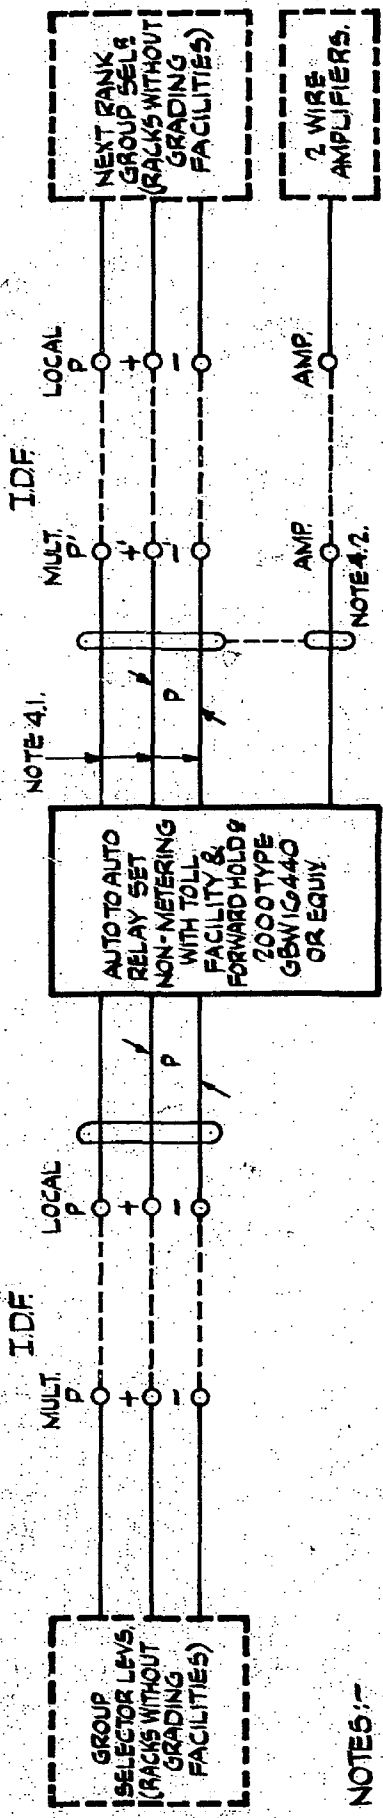 GROUP
SELECTOR LEVS.
(RACKS WITHOUT
GRADING
FACILITIES)
I.D.F.
MULT. LOCAL
P P
+ +
- -
P
AUTO TO AUTO
RELAY SET
NON-METERING
WITH TOLL
FACILITY &
FORWARD HOLDS
2000 TYPE
GBW16440
OR EQUIV.
NOTE 4.1.
P
I.D.F.
MULT. LOCAL
P' P
+' +
-' -
AMP. AMP.
NOTE 4.2.
NEXT RANK
GROUP SELR
(RACKS WITHOUT
GRADING
FACILITIES)
2 WIRE
AMPLIFIERS.
NOTES:-